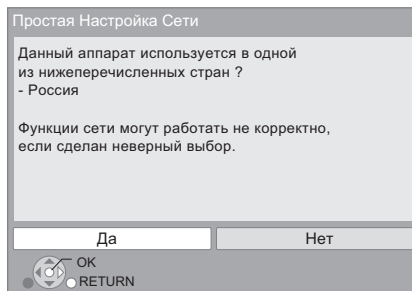 Простая Настройка Сети
Данный аппарат используется в одной
из нижеперечисленных стран ?
- Россия
Функции сети могут работать не корректно,
если сделан неверный выбор.
Да
Нет
OK
RETURN